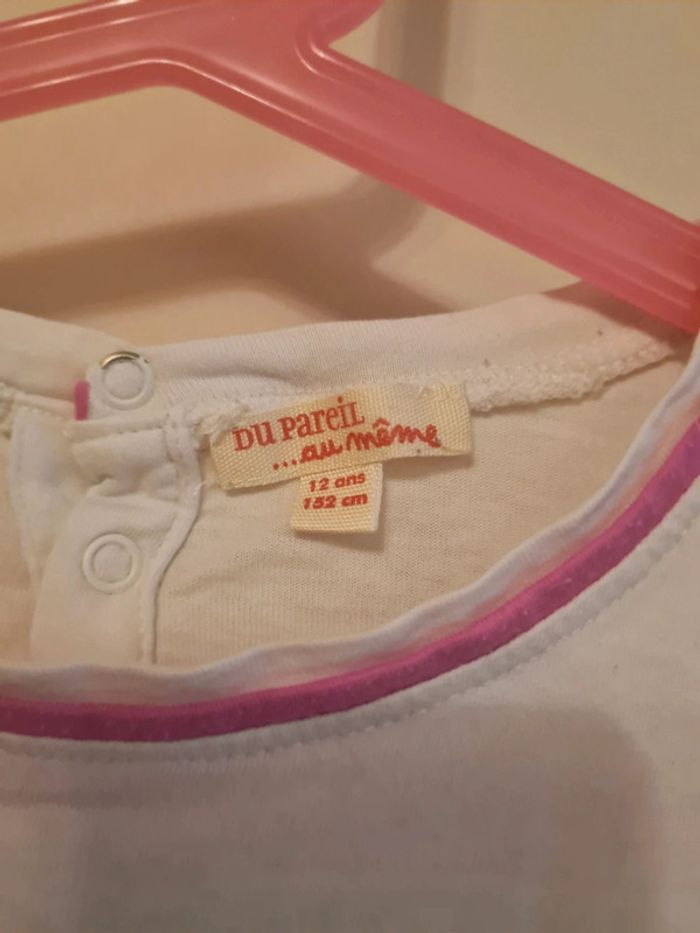 DU PareiL
...au même
12 ans
152 cm